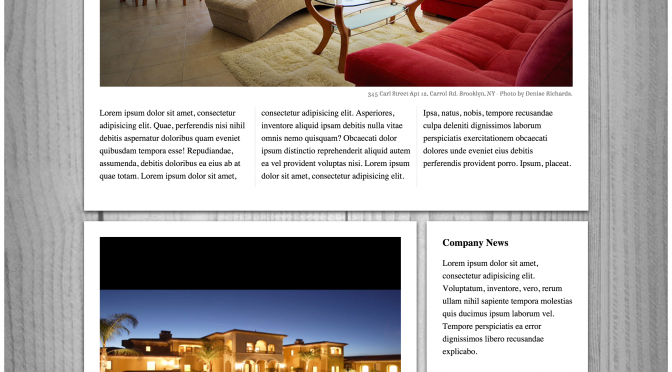 345 Carl Street Apt 12, Carrol Rd. Brooklyn, NY - Photo by Denise Richards.
Lorem ipsum dolor sit amet, consectetur
adipisicing elit. Quae, perferendis nisi nihil
debitis aspernatur doloribus quam eveniet
quibusdam tempora esse! Repudiandae,
assumenda, debitis doloribus ea eius ab at
quae totam. Lorem ipsum dolor sit amet,
consectetur adipisicing elit. Asperiores,
inventore aliquid ipsam debitis nulla vitae
omnis nemo quisquam? Obcaecati dolor
ipsum distinctio reprehenderit aliquid autem
ea vel provident voluptas nisi. Lorem ipsum
dolor sit amet, consectetur adipisicing elit.
Ipsa, natus, nobis, tempore recusandae
culpa deleniti dignissimos laborum
perspiciatis exercitationem obcaecati
dolores unde eveniet eius debitis
perferendis provident porro. Ipsum, placeat.
Company News
Lorem ipsum dolor sit amet,
consectetur adipisicing elit.
Voluptatum, inventore, vero, rerum
ullam nihil sapiente tempora molestias
quis ducimus ipsum laborum vel.
Tempore perspiciatis ea error
dignissimos libero recusandae
explicabo.